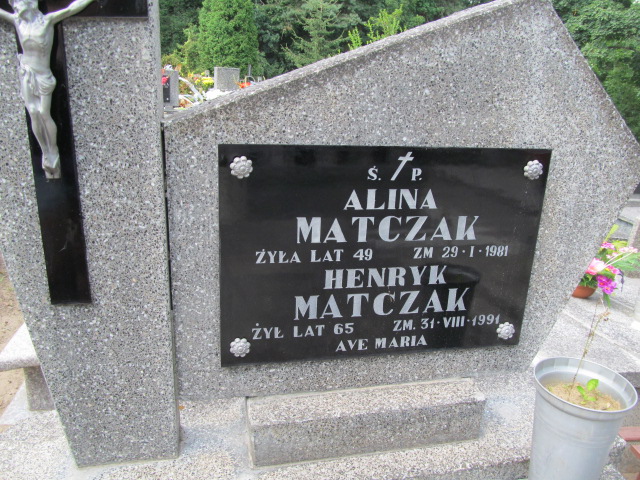 Ś. P.
ALINA
MATCZAK
ŻYŁA LAT 49 ZM 29·I·1981
HENRYK
MATCZAK
ŻYŁ LAT 65 ZM. 31·VIII·1991
AVE MARIA